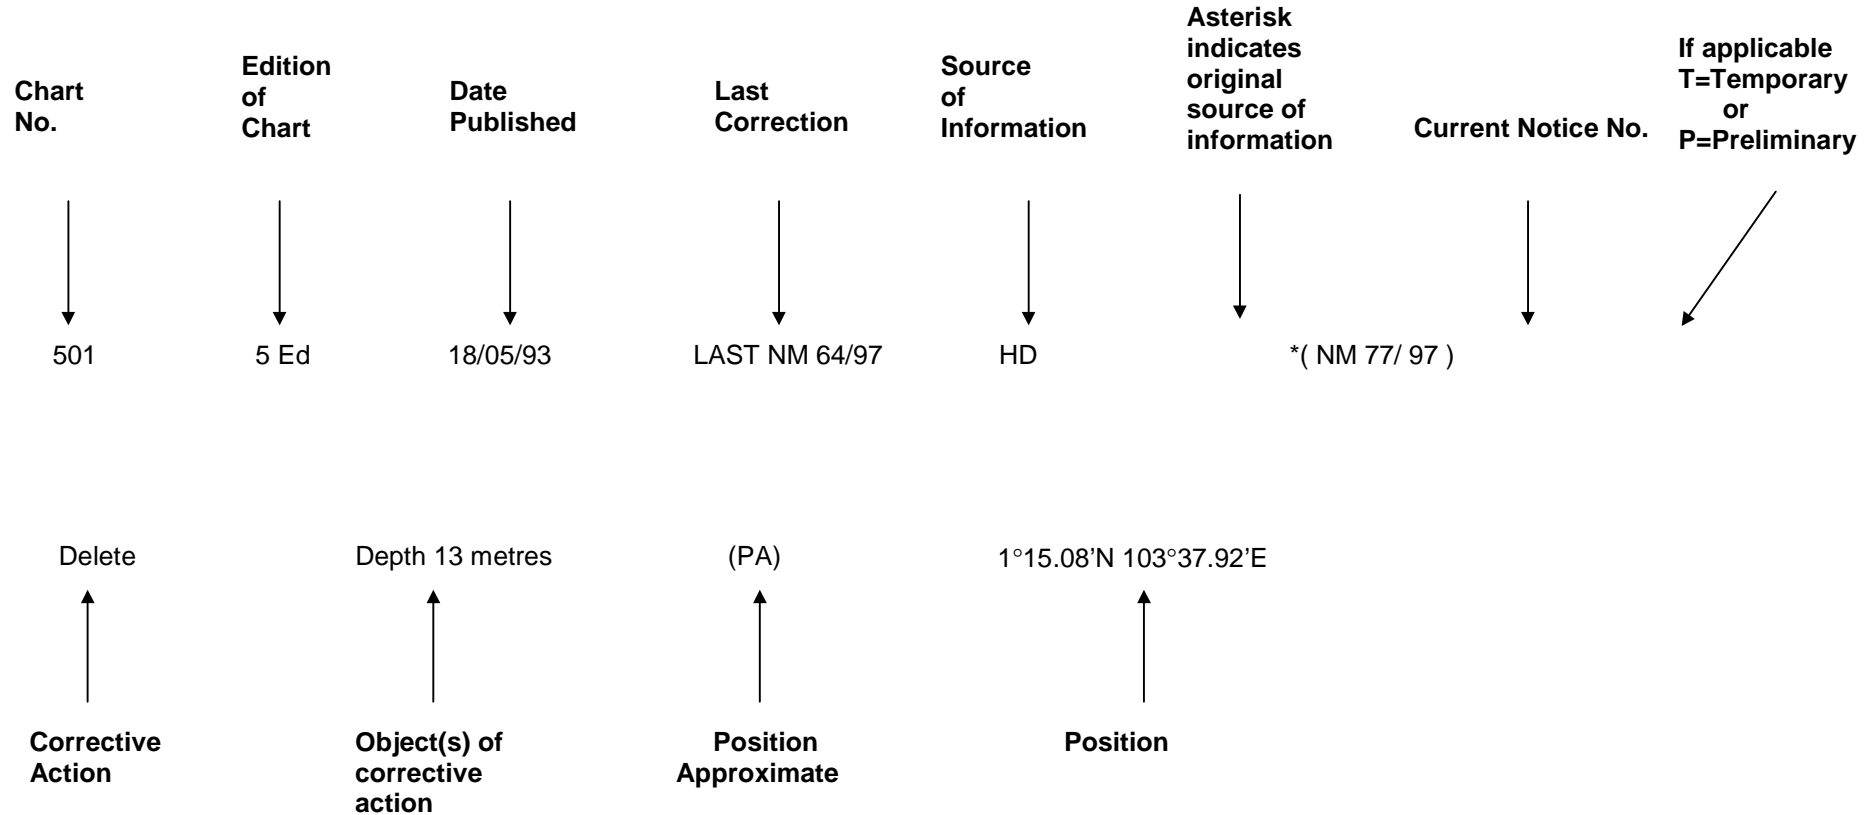 Chart
No.
Edition
of
Chart
Date
Published
Last
Correction
Source
of
Information
Asterisk
indicates
original
source of
information
Current Notice No.
If applicable
T=Temporary
or
P=Preliminary
501
5 Ed
18/05/93
LAST NM 64/97
HD
*( NM 77/ 97 )
Delete
Depth 13 metres
(PA)
1°15.08’N 103°37.92’E
Corrective
Action
Object(s) of
corrective
action
Position
Approximate
Position